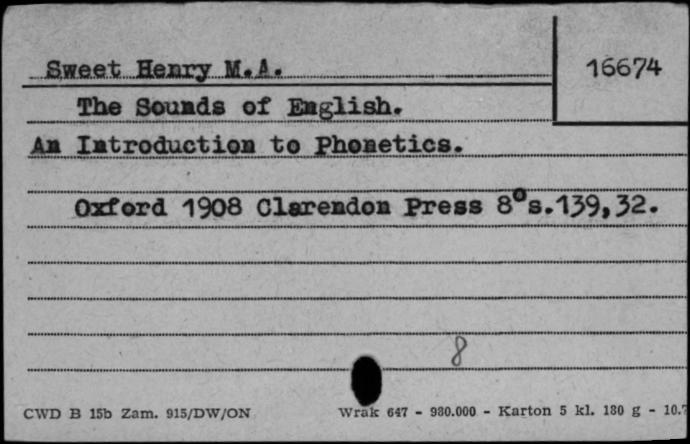 Sweet Henry M.A.
16674
The Sounds of English.
An Introduction to Phonetics.
Oxford 1908 Clarendon Press 8°s.139,32.
8
CWD B 15b Zam. 915/DW/ON Wrak 647 - 980.000 - Karton 5 kl. 180 g - 10.7